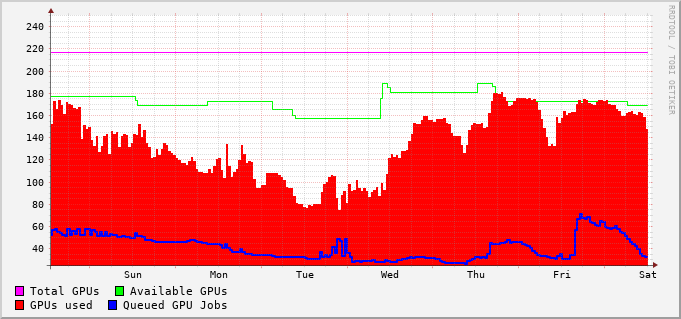 RRDTOOL / TOBI OETIKER
240
220
200
180
160
140
120
100
80
60
40
Sun Mon Tue Wed Thu Fri Sat
Total GPUs Available GPUs
GPUs used Queued GPU Jobs